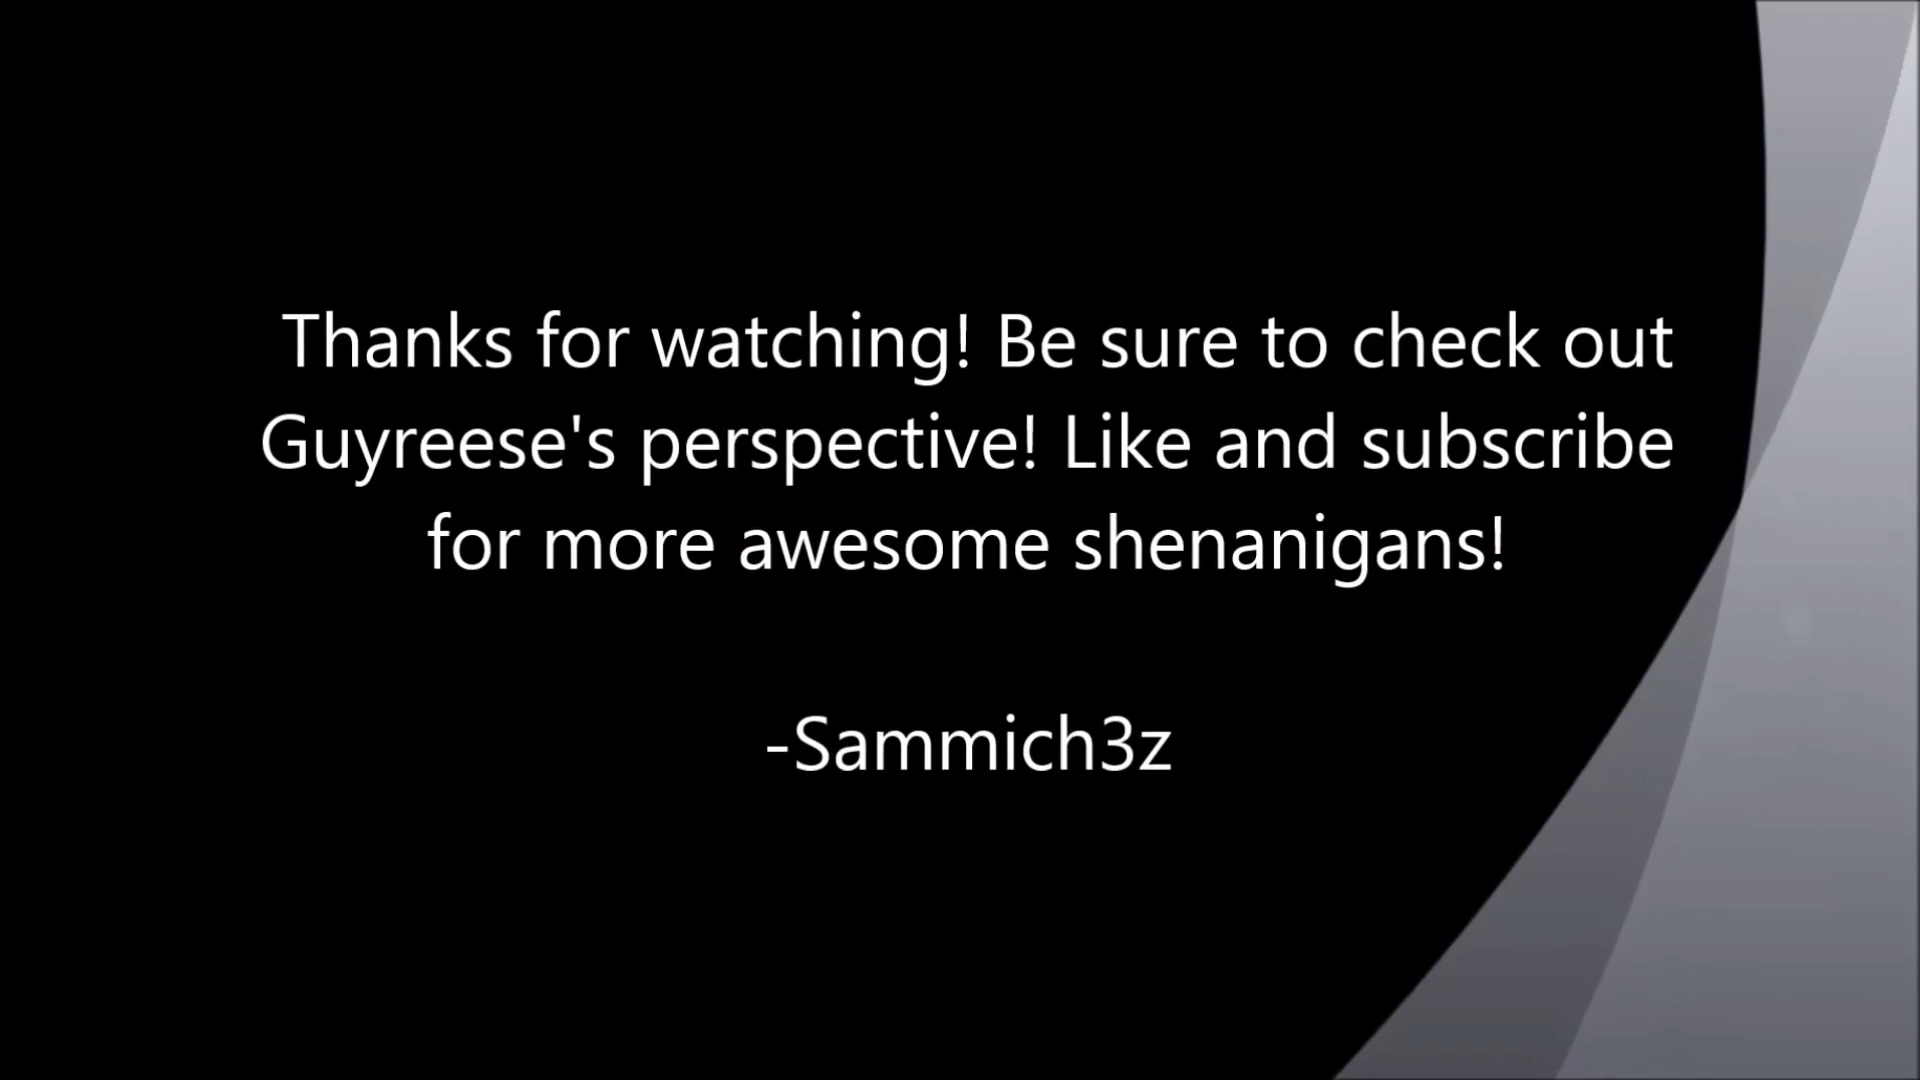 Thanks for watching! Be sure to check out
Guyreese's perspective! Like and subscribe
for more awesome shenanigans!
-Sammich3z